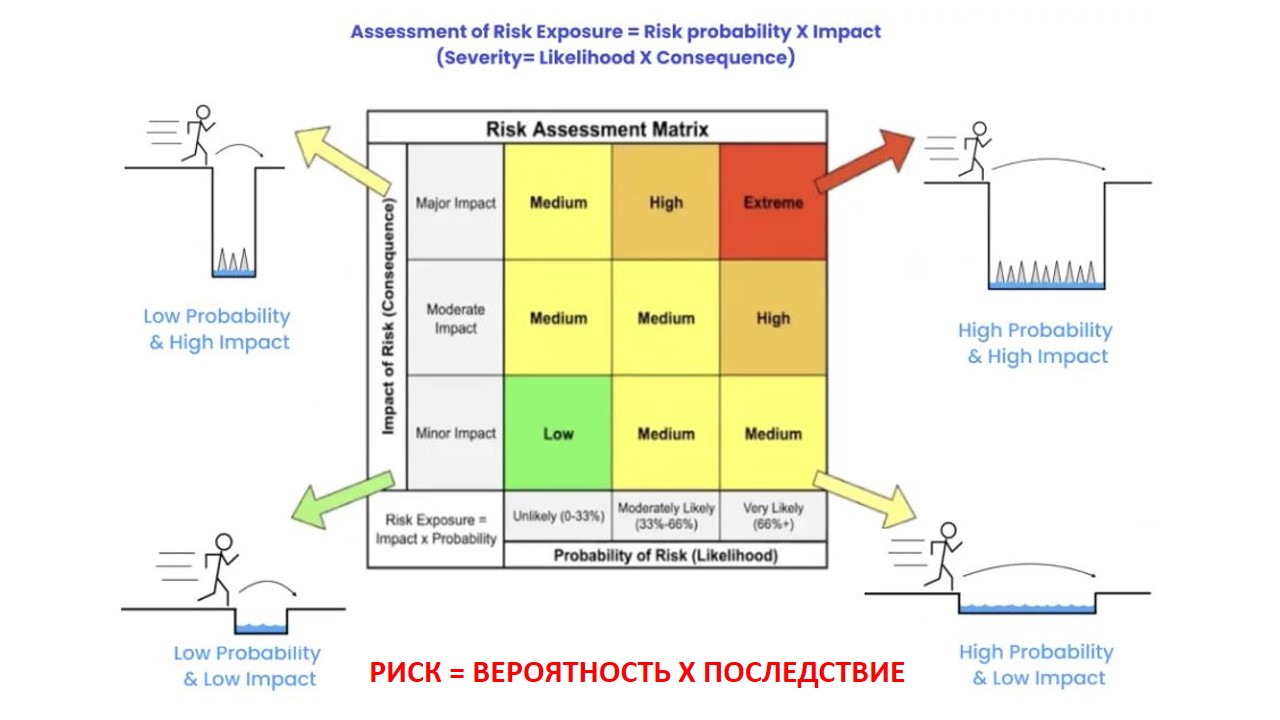 Assessment of Risk Exposure = Risk probability X Impact
(Severity= Likelihood X Consequence)
Risk Assessment Matrix
Impact of Risk (Consequence)
Major Impact
Medium
High
Extreme
Moderate
Impact
Medium
Medium
High
Minor Impact
Low
Medium
Medium
Risk Exposure =
Impact x Probability
Unlikely (0-33%)
Moderately Likely
(33%-66%)
Very Likely
(66%+)
Probability of Risk (Likelihood)
Low Probability
& High Impact
High Probability
& High Impact
Low Probability
& Low Impact
High Probability
& Low Impact
РИСК = ВЕРОЯТНОСТЬ X ПОСЛЕДСТВИЕ